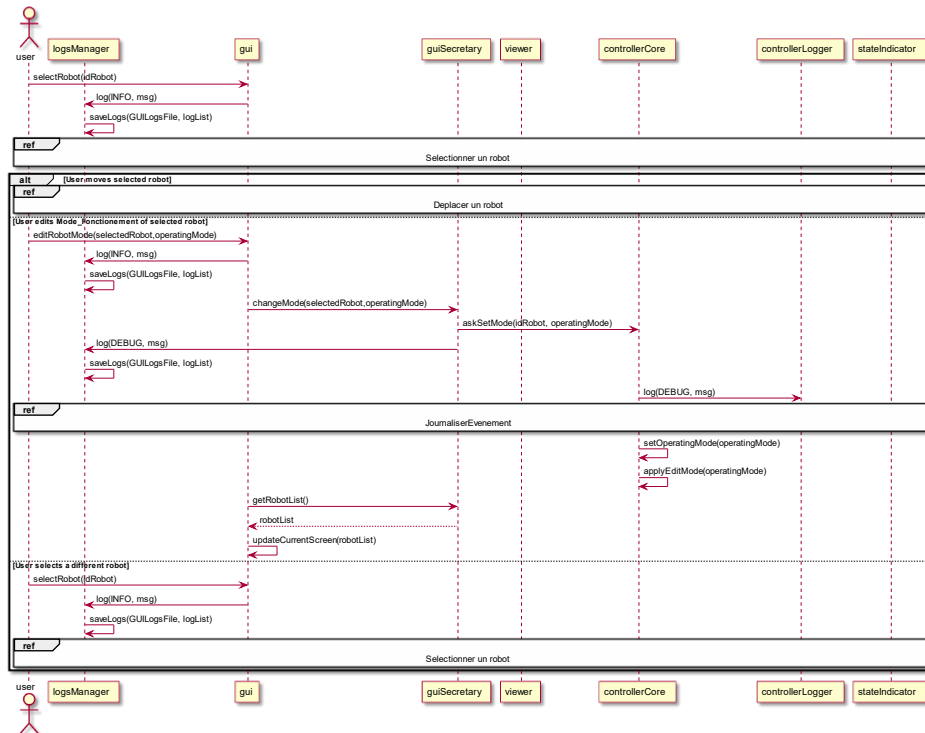 user
logsManager
gui
guiSecretary
viewer
controllerCore
controllerLogger
stateIndicator
selectRobot(idRobot)
log(INFO, msg)
saveLogs(GUILogsFile, logList)
ref
Selectionner un robot
alt [User moves selected robot]
ref
Deplacer un robot
[User edits Mode_Fonctionement of selected robot]
editRobotMode(selectedRobot,operatingMode)
log(INFO, msg)
saveLogs(GUILogsFile, logList)
changeMode(selectedRobot,operatingMode)
askSetMode(idRobot, operatingMode)
log(DEBUG, msg)
saveLogs(GUILogsFile, logList)
log(DEBUG, msg)
ref
JournaliserEvenement
setOperatingMode(operatingMode)
applyEditMode(operatingMode)
getRobotList()
robotList
updateCurrentScreen(robotList)
[User selects a different robot]
selectRobot(idRobot)
log(INFO, msg)
saveLogs(GUILogsFile, logList)
ref
Selectionner un robot
user
logsManager
gui
guiSecretary
viewer
controllerCore
controllerLogger
stateIndicator